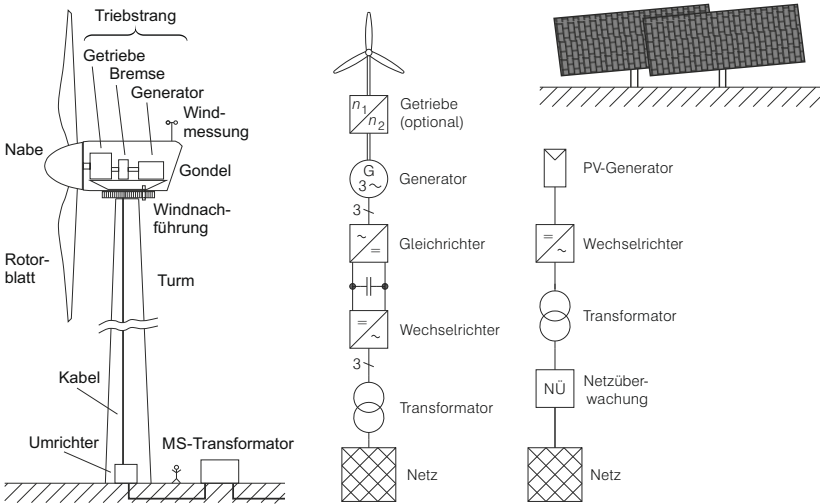 Triebstrang
Getriebe
Bremse
Generator
Wind-
messung
Nabe
Gondel
Windnach-
führung
Rotor-
blatt
Turm
Kabel
Umrichter
MS-Transformator
n1
n2
Getriebe
(optional)
G
3 ~
Generator
3
~
=
Gleichrichter
=
~
Wechselrichter
3
Transformator
Netz
PV-Generator
=
~
Wechselrichter
Transformator
NÜ
Netzüber-
wachung
Netz